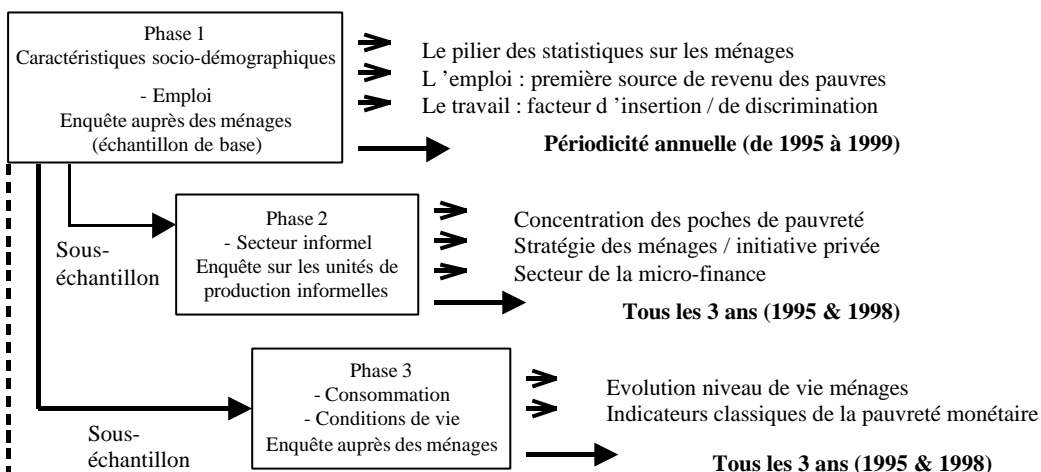 Phase 1
Caractéristiques socio-démographiques
- Emploi
Enquête auprès des ménages
(échantillon de base)
Le pilier des statistiques sur les ménages
L ’emploi : première source de revenu des pauvres
Le travail : facteur d ’insertion / de discrimination
Périodicité annuelle (de 1995 à 1999)
Sous-
échantillon
Phase 2
- Secteur informel
Enquête sur les unités de
production informelles
Concentration des poches de pauvreté
Stratégie des ménages / initiative privée
Secteur de la micro-finance
Tous les 3 ans (1995 & 1998)
Sous-
échantillon
Phase 3
- Consommation
- Conditions de vie
Enquête auprès des ménages
Evolution niveau de vie ménages
Indicateurs classiques de la pauvreté monétaire
Tous les 3 ans (1995 & 1998)